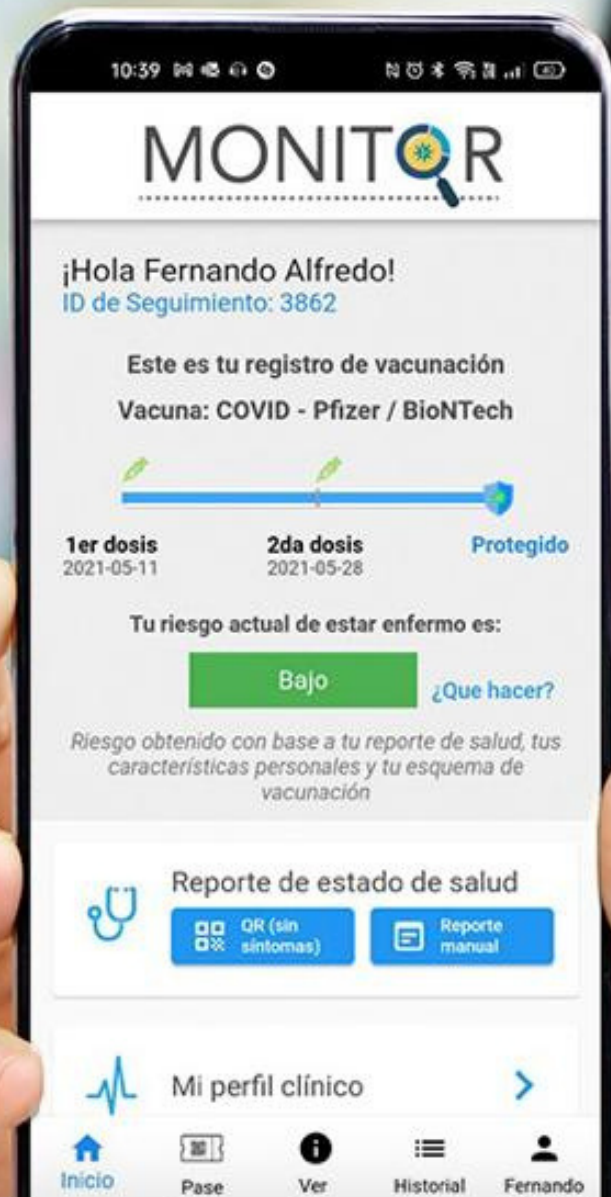 10:39
MONITOR
¡Hola Fernando Alfredo!
ID de Seguimiento: 3862
Este es tu registro de vacunación
Vacuna: COVID - Pfizer / BioNTech
1er dosis 2da dosis Protegido
2021-05-11 2021-05-28
Tu riesgo actual de estar enfermo es:
Bajo ¿Que hacer?
Riesgo obtenido con base a tu reporte de salud, tus
características personales y tu esquema de
vacunación
Reporte de estado de salud
QR (sin Reporte
síntomas) manual
Mi perfil clínico
Inicio Pase Ver Historial Fernando